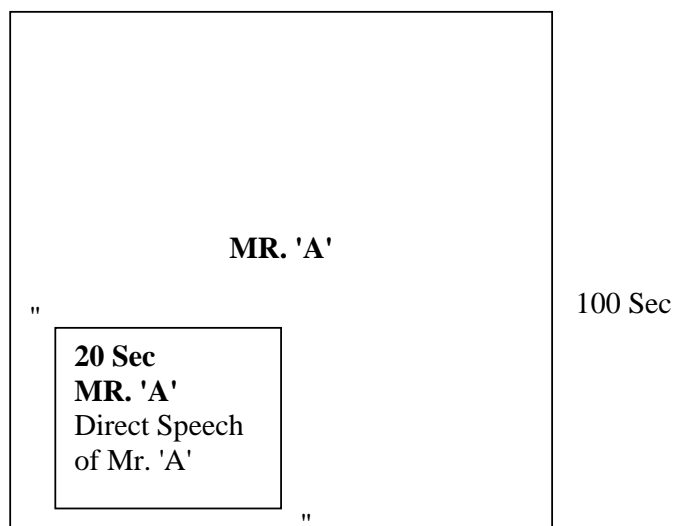 MR. 'A'
100 Sec
"
20 Sec
MR. 'A'
Direct Speech
of Mr. 'A'
"